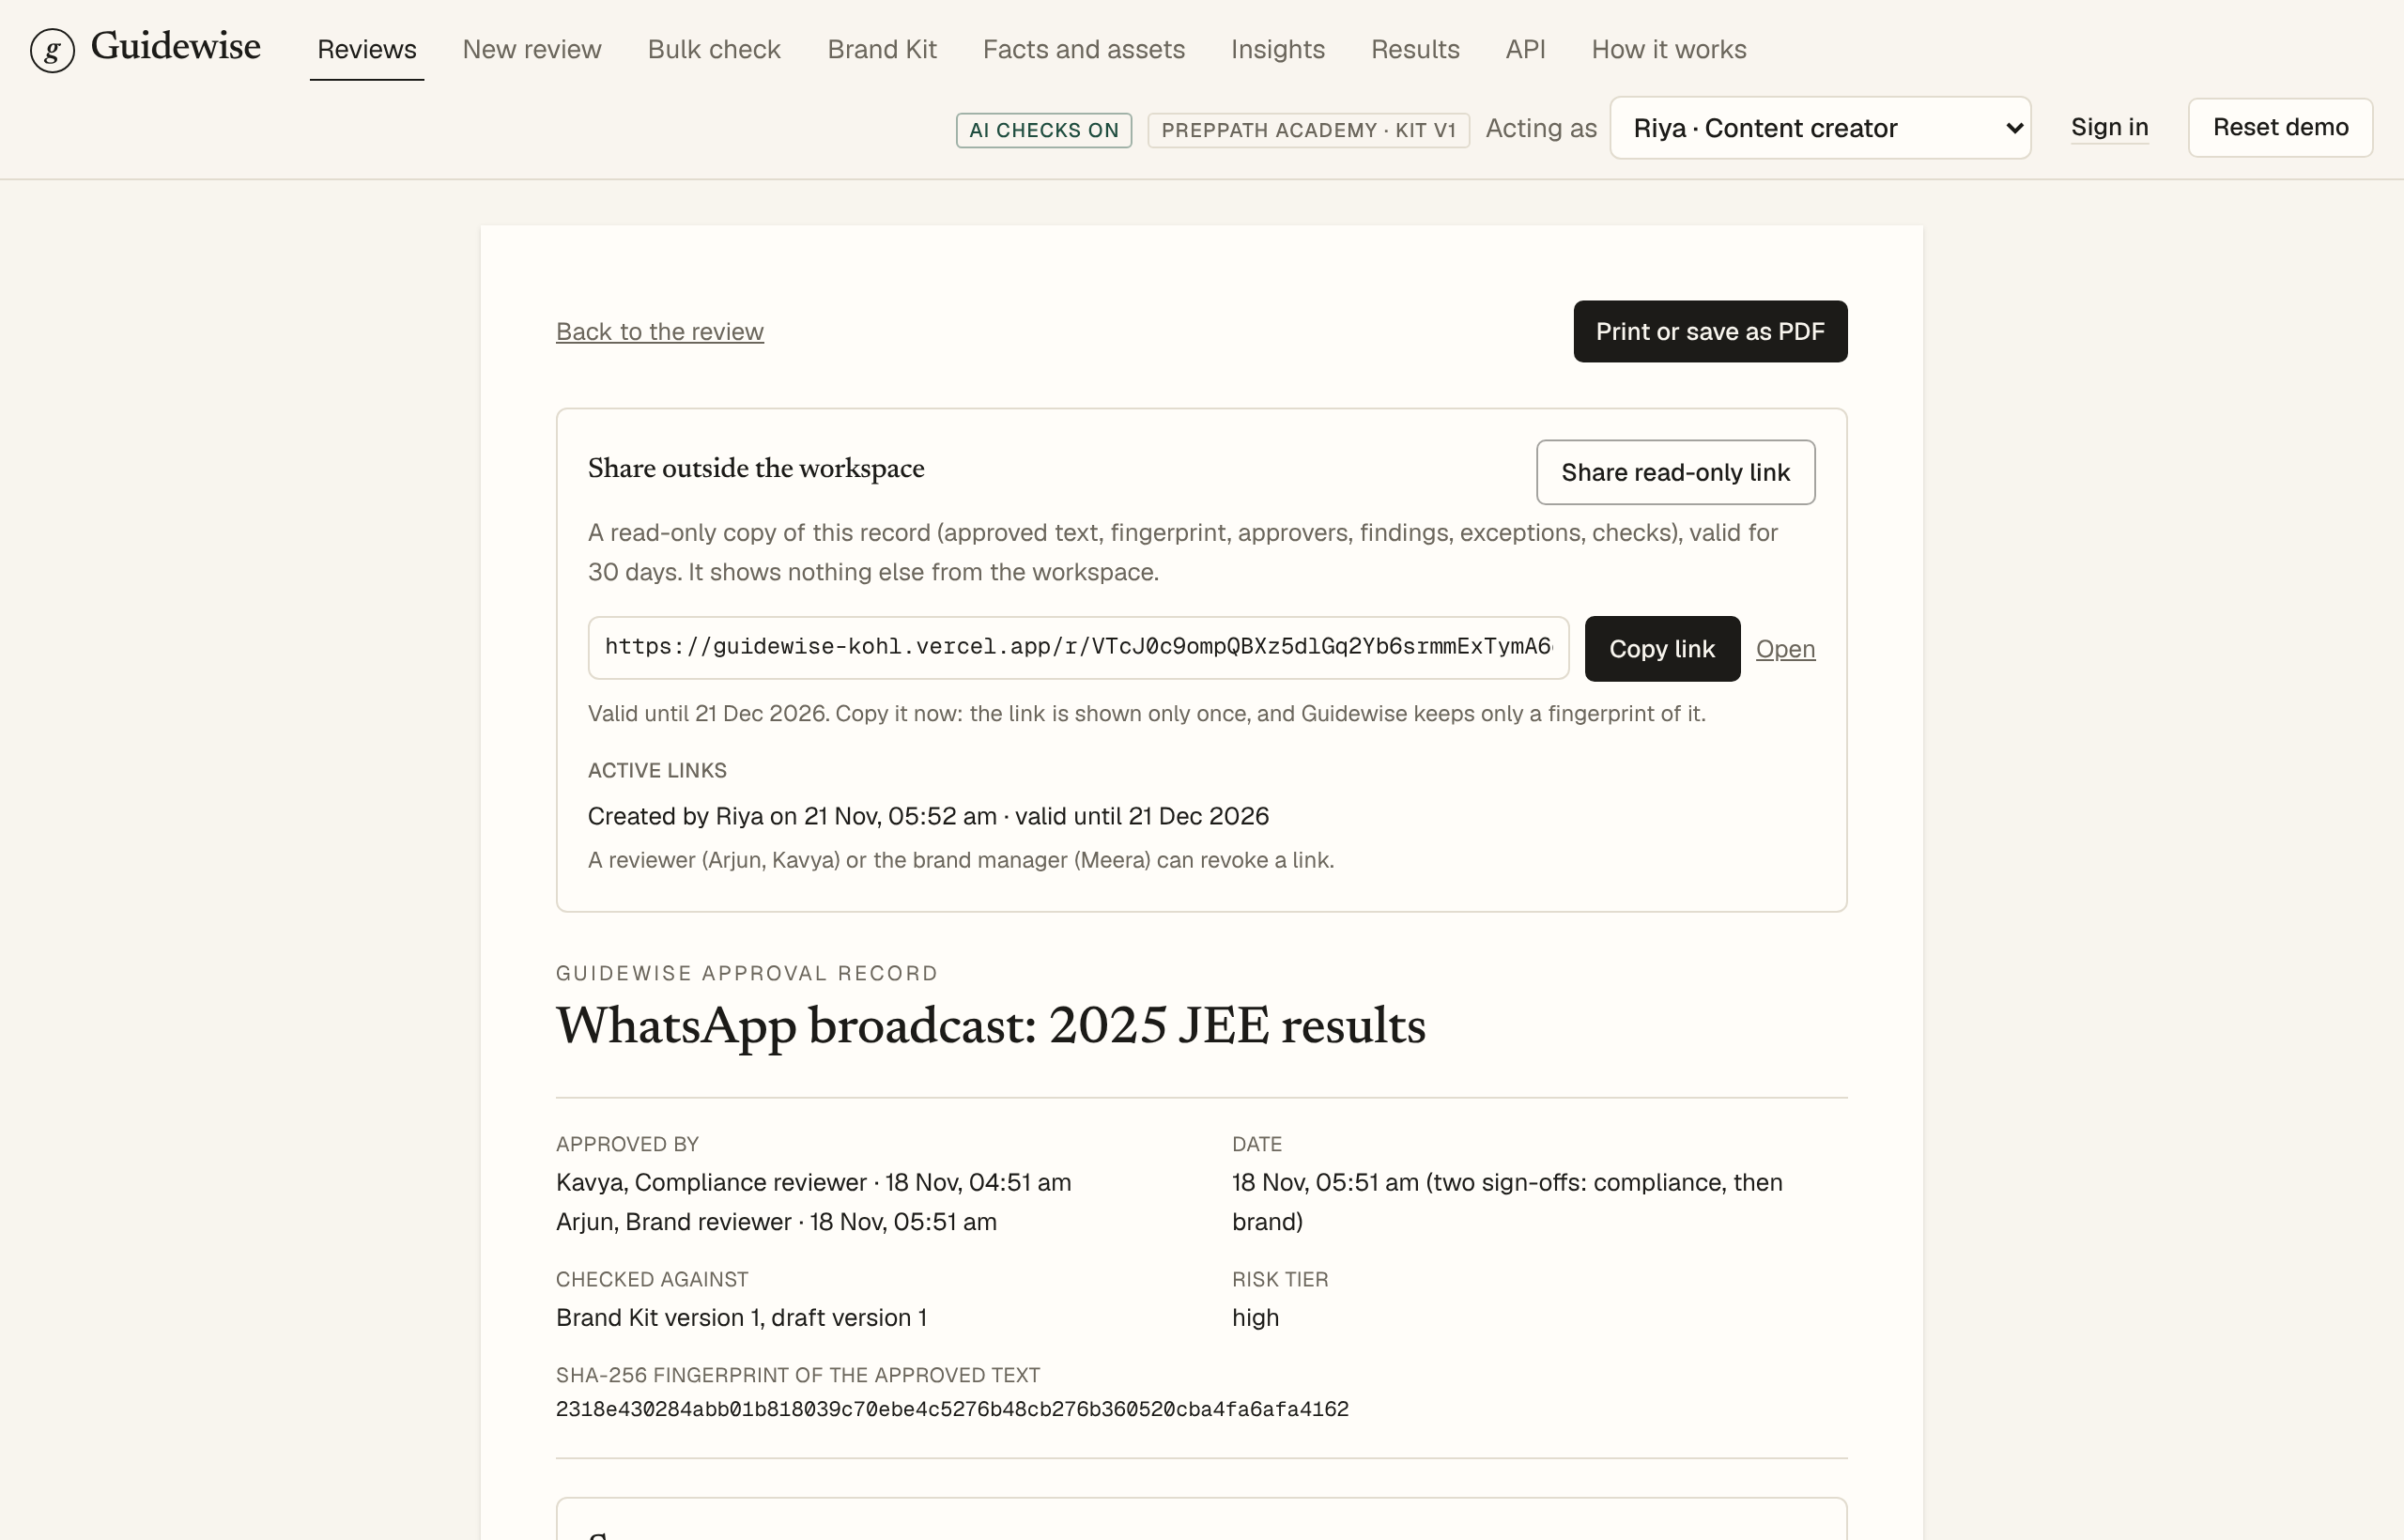 g Guidewise
Reviews New review Bulk check Brand Kit Facts and assets Insights Results API How it works
AI CHECKS ON PREPPATH ACADEMY · KIT V1 Acting as Riya · Content creator Sign in Reset demo
Back to the review Print or save as PDF
Share outside the workspace Share read-only link
A read-only copy of this record (approved text, fingerprint, approvers, findings, exceptions, checks), valid for
30 days. It shows nothing else from the workspace.
https://guidewise-kohl.vercel.app/r/VTcJ0c9ompQBXz5dlGq2Yb6srmmExTymA6 Copy link Open
Valid until 21 Dec 2026. Copy it now: the link is shown only once, and Guidewise keeps only a fingerprint of it.
ACTIVE LINKS
Created by Riya on 21 Nov, 05:52 am · valid until 21 Dec 2026
A reviewer (Arjun, Kavya) or the brand manager (Meera) can revoke a link.
GUIDEWISE APPROVAL RECORD
WhatsApp broadcast: 2025 JEE results
APPROVED BY
Kavya, Compliance reviewer · 18 Nov, 04:51 am
Arjun, Brand reviewer · 18 Nov, 05:51 am
DATE
18 Nov, 05:51 am (two sign-offs: compliance, then
brand)
CHECKED AGAINST
Brand Kit version 1, draft version 1
RISK TIER
high
SHA-256 FINGERPRINT OF THE APPROVED TEXT
2318e430284abb01b818039c70ebe4c5276b48cb276b360520cba4fa6afa4162